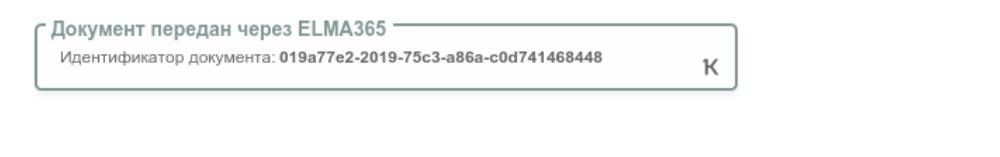 Документ передан через ELMA365
Идентификатор документа: 019a77e2-2019-75c3-a86a-c0d741468448
K